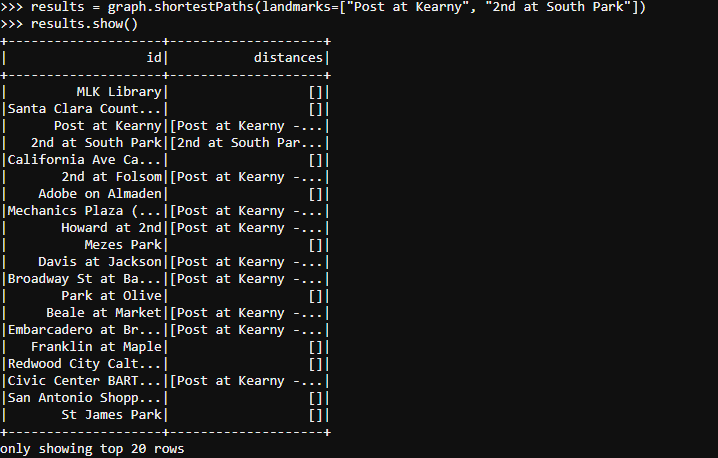 >>> results = graph.shortestPaths(landmarks=["Post at Kearny", "2nd at South Park"])
>>> results.show()
+--------------------+--------------------+
|                  id|           distances|
+--------------------+--------------------+
|         MLK Library|                  []|
|Santa Clara Count...|                  []|
|      Post at Kearny|[Post at Kearny -...|
|   2nd at South Park|[2nd at South Par...|
|California Ave Ca...|                  []|
|       2nd at Folsom|[Post at Kearny -...|
|    Adobe on Almaden|                  []|
|Mechanics Plaza (...|[Post at Kearny -...|
|       Howard at 2nd|[Post at Kearny -...|
|          Mezes Park|                  []|
|    Davis at Jackson|[Post at Kearny -...|
|Broadway St at Ba...|[Post at Kearny -...|
|       Park at Olive|                  []|
|     Beale at Market|[Post at Kearny -...|
|Embarcadero at Br...|[Post at Kearny -...|
|   Franklin at Maple|                  []|
|Redwood City Calt...|                  []|
|Civic Center BART...|[Post at Kearny -...|
|San Antonio Shopp...|                  []|
|       St James Park|                  []|
+--------------------+--------------------+
only showing top 20 rows